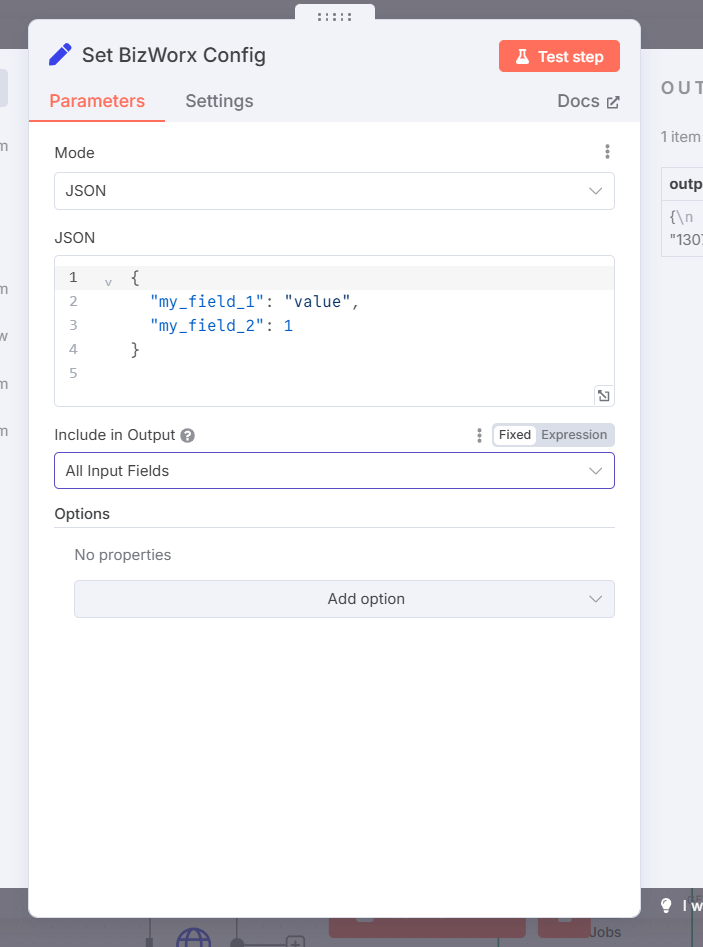 Set BizWorx Config
Test step
Parameters
Settings
Docs
Mode
JSON
JSON
1 {
2 "my_field_1": "value",
3 "my_field_2": 1
4 }
5
Include in Output
Fixed
Expression
All Input Fields
Options
No properties
Add option
OUT
1 item
outp
{\n
"130
m
m
w
m
m
I w
Jobs